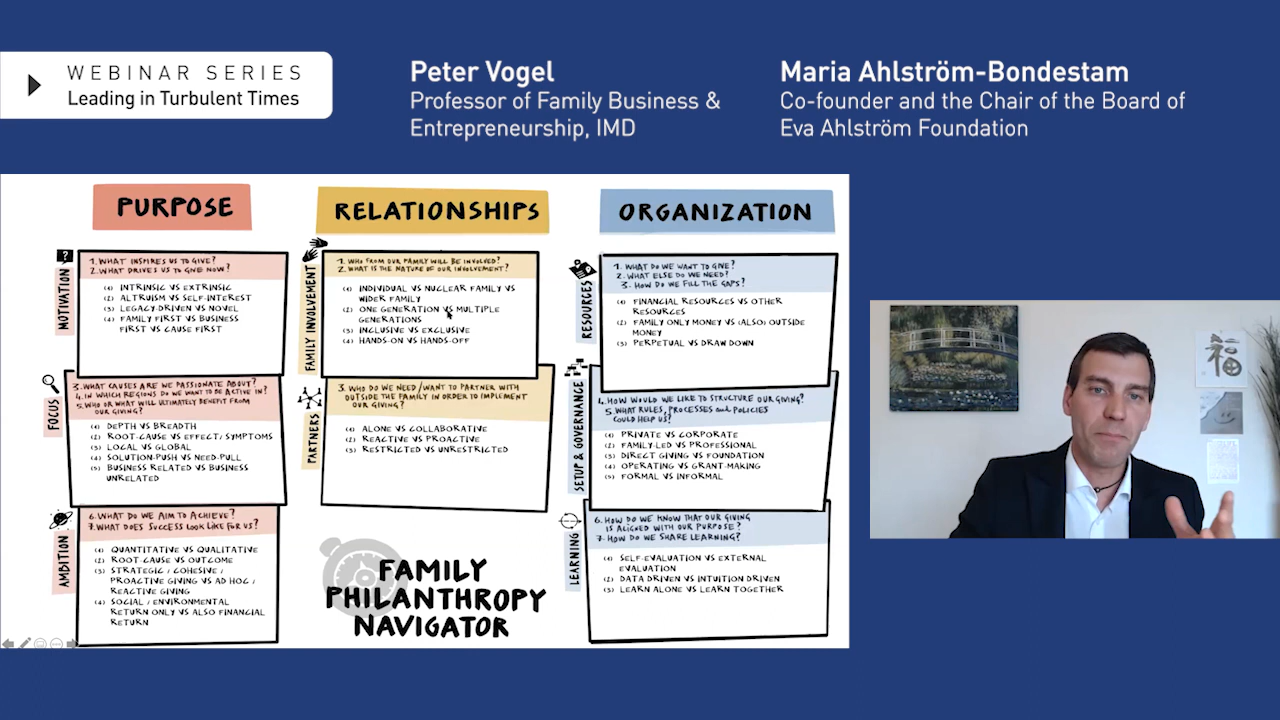 WEBINAR SERIES
Leading in Turbulent Times
Peter Vogel
Professor of Family Business &
Entrepreneurship, IMD
Maria Ahlström-Bondestam
Co-founder and the Chair of the Board of
Eva Ahlström Foundation
PURPOSE
MOTIVATION
1. WHAT INSPIRES US TO GIVE?
2. WHAT DRIVES US TO GIVE NOW?
(1) INTRINSIC VS EXTRINSIC
(2) ALTRUISM VS SELF-INTEREST
(3) LEGACY-DRIVEN VS NOVEL
(4) FAMILY FIRST VS BUSINESS
FIRST VS CAUSE FIRST
FOCUS
3. WHAT CAUSES ARE WE PASSIONATE ABOUT?
4. IN WHICH REGIONS DO WE WANT TO BE ACTIVE IN?
5. WHO OR WHAT WILL ULTIMATELY BENEFIT FROM
OUR GIVING?
(1) DEPTH VS BREADTH
(2) ROOT-CAUSE VS EFFECT/SYMPTOMS
(3) LOCAL VS GLOBAL
(4) SOLUTION-PUSH VS NEED-PULL
(5) BUSINESS RELATED VS BUSINESS
UNRELATED
AMBITION
6. WHAT DO WE AIM TO ACHIEVE?
7. WHAT DOES SUCCESS LOOK LIKE FOR US?
(1) QUANTITATIVE VS QUALITATIVE
(2) ROOT-CAUSE VS OUTCOME
(3) STRATEGIC / COHESIVE /
PROACTIVE GIVING VS AD HOC /
REACTIVE GIVING
(4) SOCIAL / ENVIRONMENTAL
RETURN ONLY VS ALSO FINANCIAL
RETURN
RELATIONSHIPS
FAMILY INVOLVEMENT
1. WHO FROM OUR FAMILY WILL BE INVOLVED?
2. WHAT IS THE NATURE OF OUR INVOLVEMENT?
(1) INDIVIDUAL VS NUCLEAR FAMILY VS
WIDER FAMILY
(2) ONE GENERATION VS MULTIPLE
GENERATIONS
(3) INCLUSIVE VS EXCLUSIVE
(4) HANDS-ON VS HANDS-OFF
PARTNERS
3. WHO DO WE NEED/WANT TO PARTNER WITH
OUTSIDE THE FAMILY IN ORDER TO IMPLEMENT
OUR GIVING?
(1) ALONE VS COLLABORATIVE
(2) REACTIVE VS PROACTIVE
(3) RESTRICTED VS UNRESTRICTED
FAMILY
PHILANTHROPY
NAVIGATOR
ORGANIZATION
RESOURCES
1. WHAT DO WE WANT TO GIVE?
2. WHAT ELSE DO WE NEED?
3. HOW DO WE FILL THE GAPS?
(1) FINANCIAL RESOURCES VS OTHER
RESOURCES
(2) FAMILY ONLY MONEY VS (ALSO) OUTSIDE
MONEY
(3) PERPETUAL VS DRAW DOWN
SETUP & GOVERNANCE
4. HOW WOULD WE LIKE TO STRUCTURE OUR GIVING?
5. WHAT RULES, PROCESSES and POLICIES
COULD HELP US?
(1) PRIVATE VS CORPORATE
(2) FAMILY-LED VS PROFESSIONAL
(3) DIRECT GIVING VS FOUNDATION
(4) OPERATING VS GRANT-MAKING
(5) FORMAL VS INFORMAL
LEARNING
6. HOW DO WE KNOW THAT OUR GIVING
IS ALIGNED WITH OUR PURPOSE?
7. HOW DO WE SHARE LEARNING?
(1) SELF-EVALUATION VS EXTERNAL
EVALUATION
(2) DATA DRIVEN VS INTUITION DRIVEN
(3) LEARN ALONE VS LEARN TOGETHER
福